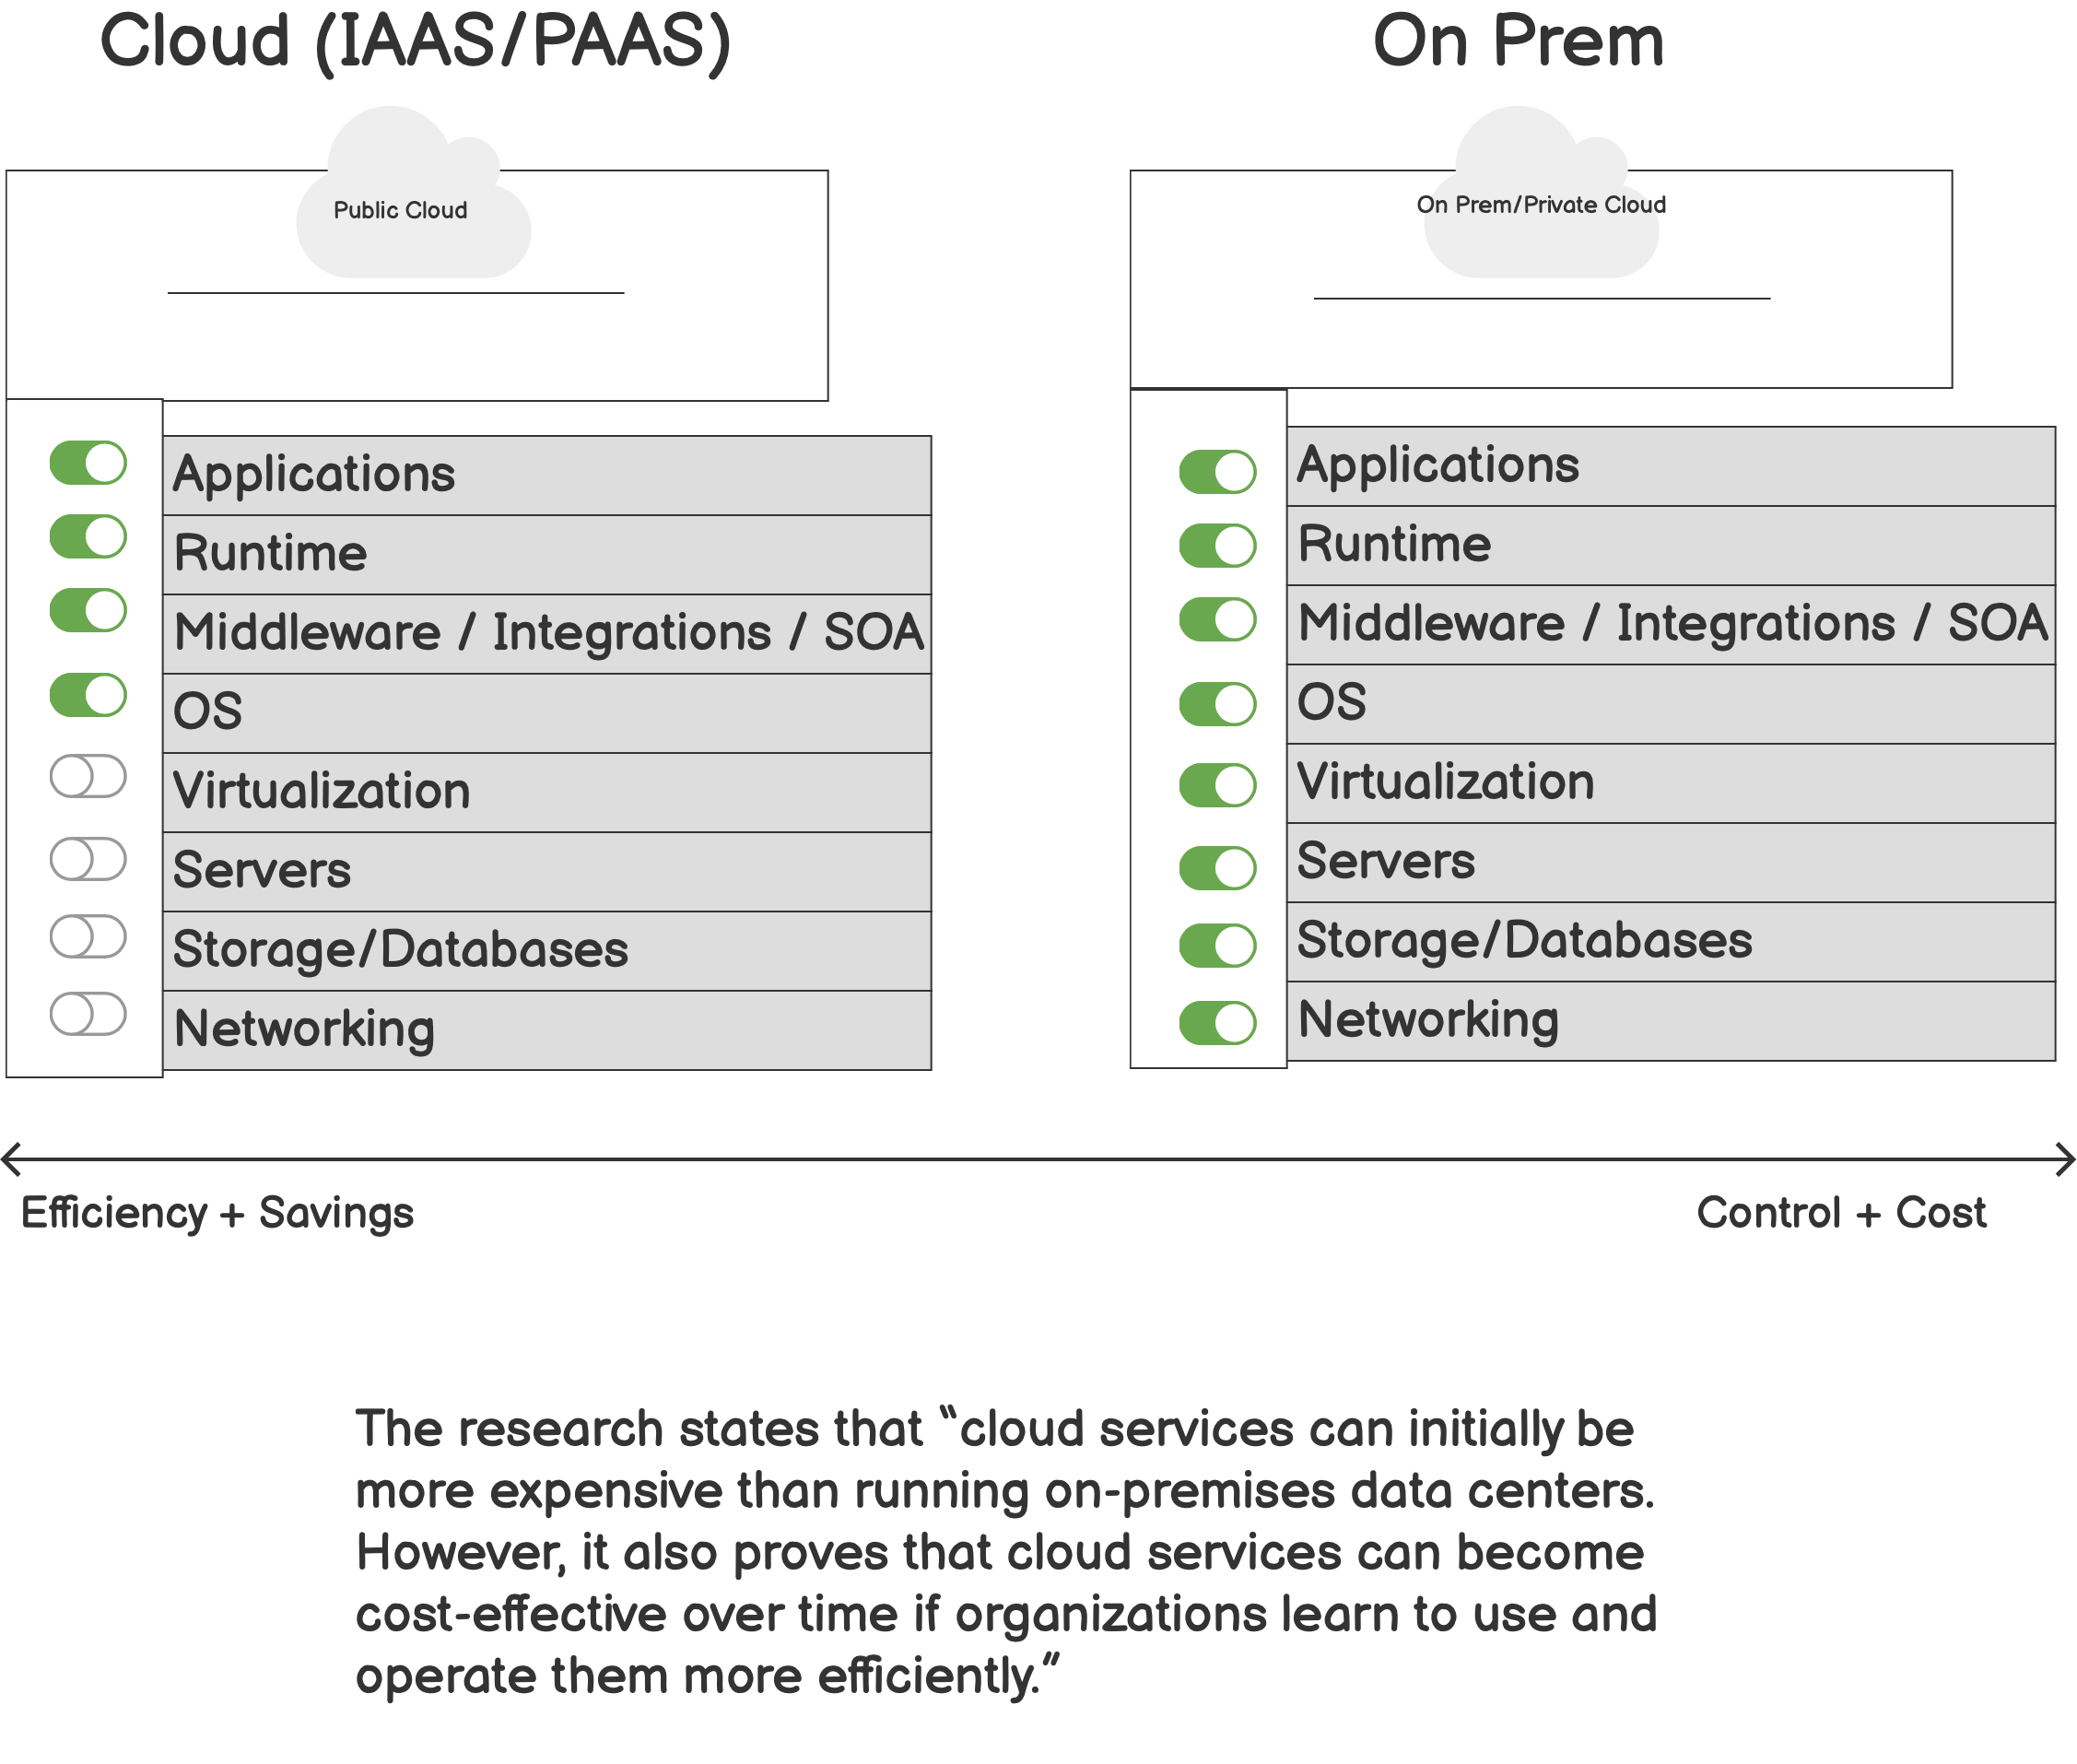 Cloud (IAAS/PAAS)
Public Cloud
Applications
Runtime
Middleware / Integrations / SOA
OS
Virtualization
Servers
Storage/Databases
Networking
On Prem
On Prem/Private Cloud
Applications
Runtime
Middleware / Integrations / SOA
OS
Virtualization
Servers
Storage/Databases
Networking
Efficiency + Savings
Control + Cost
The research states that “cloud services can initially be
more expensive than running on-premises data centers.
However, it also proves that cloud services can become
cost-effective over time if organizations learn to use and
operate them more efficiently.”